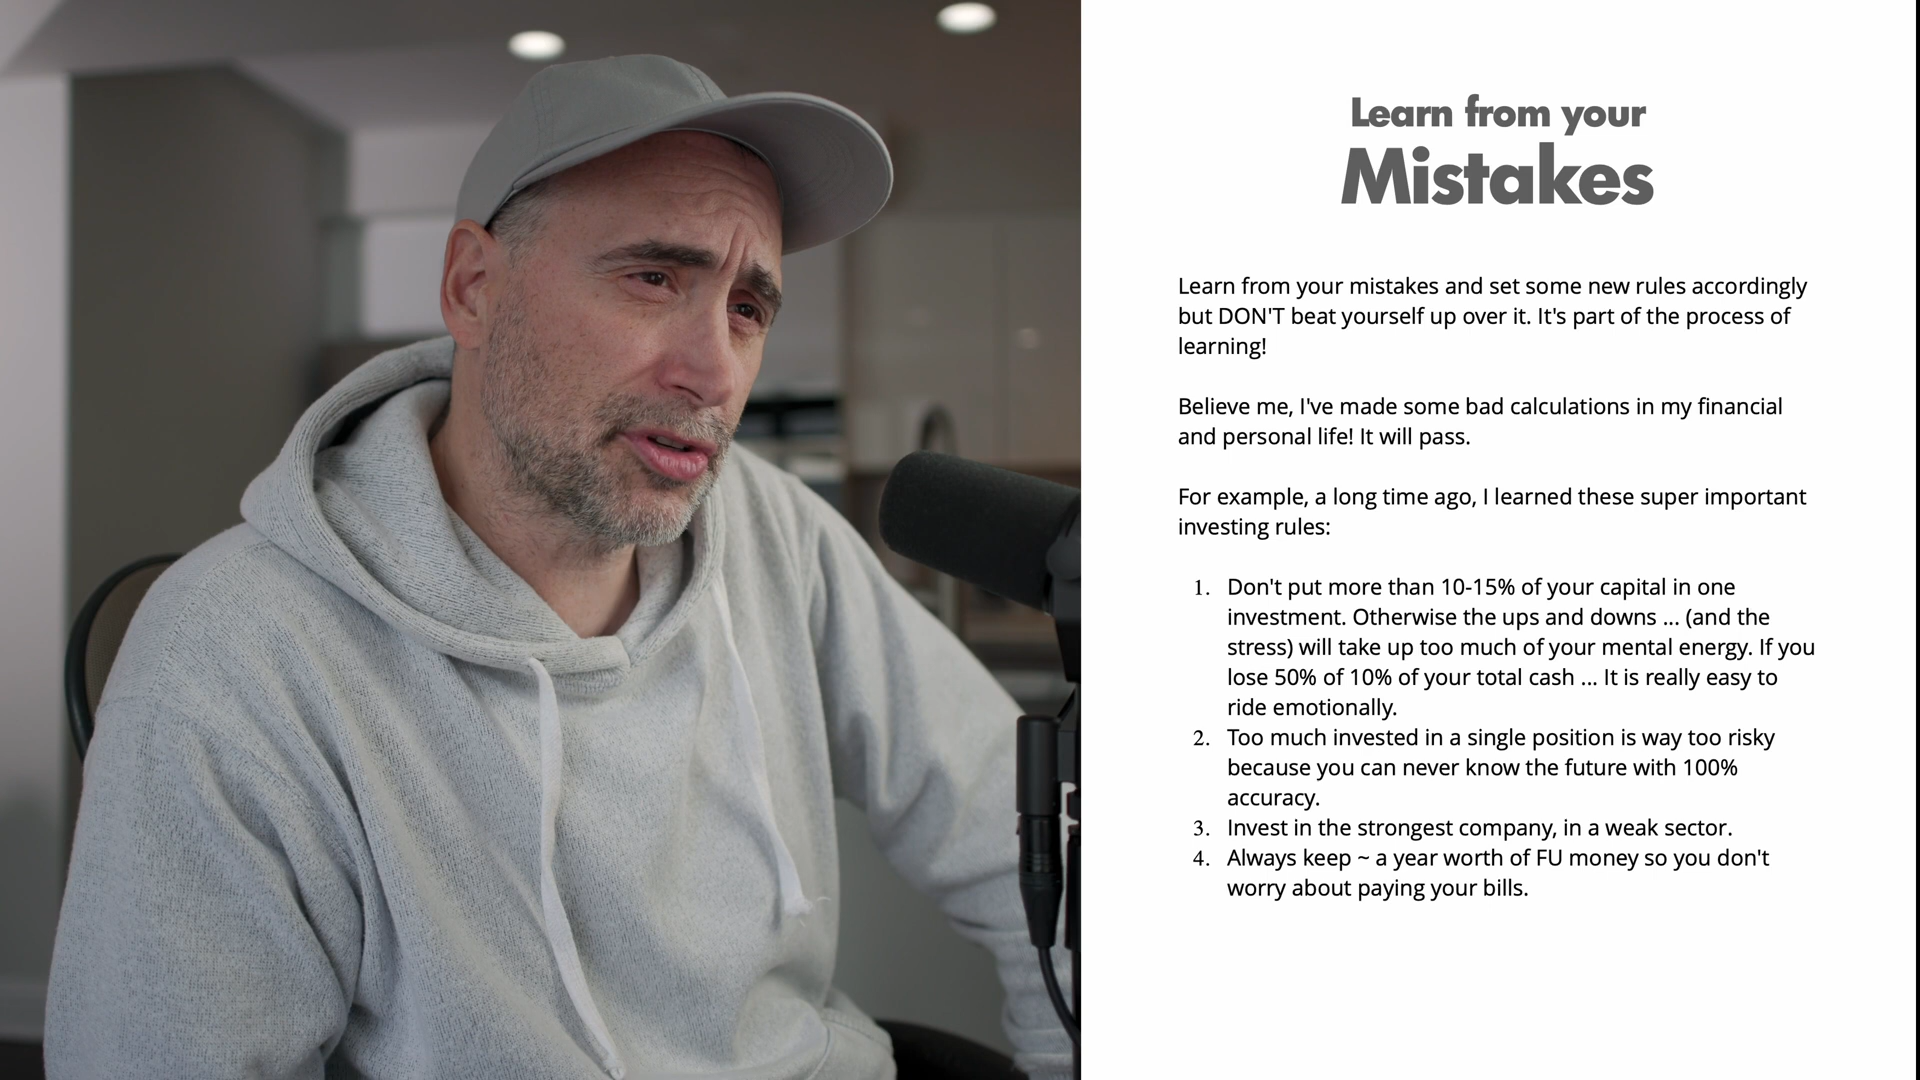 Learn from your
Mistakes
Learn from your mistakes and set some new rules accordingly
but DON'T beat yourself up over it. It's part of the process of
learning!
Believe me, I've made some bad calculations in my financial
and personal life! It will pass.
For example, a long time ago, I learned these super important
investing rules:
1. Don't put more than 10-15% of your capital in one
investment. Otherwise the ups and downs ... (and the
stress) will take up too much of your mental energy. If you
lose 50% of 10% of your total cash ... It is really easy to
ride emotionally.
2. Too much invested in a single position is way too risky
because you can never know the future with 100%
accuracy.
3. Invest in the strongest company, in a weak sector.
4. Always keep ~ a year worth of FU money so you don't
worry about paying your bills.